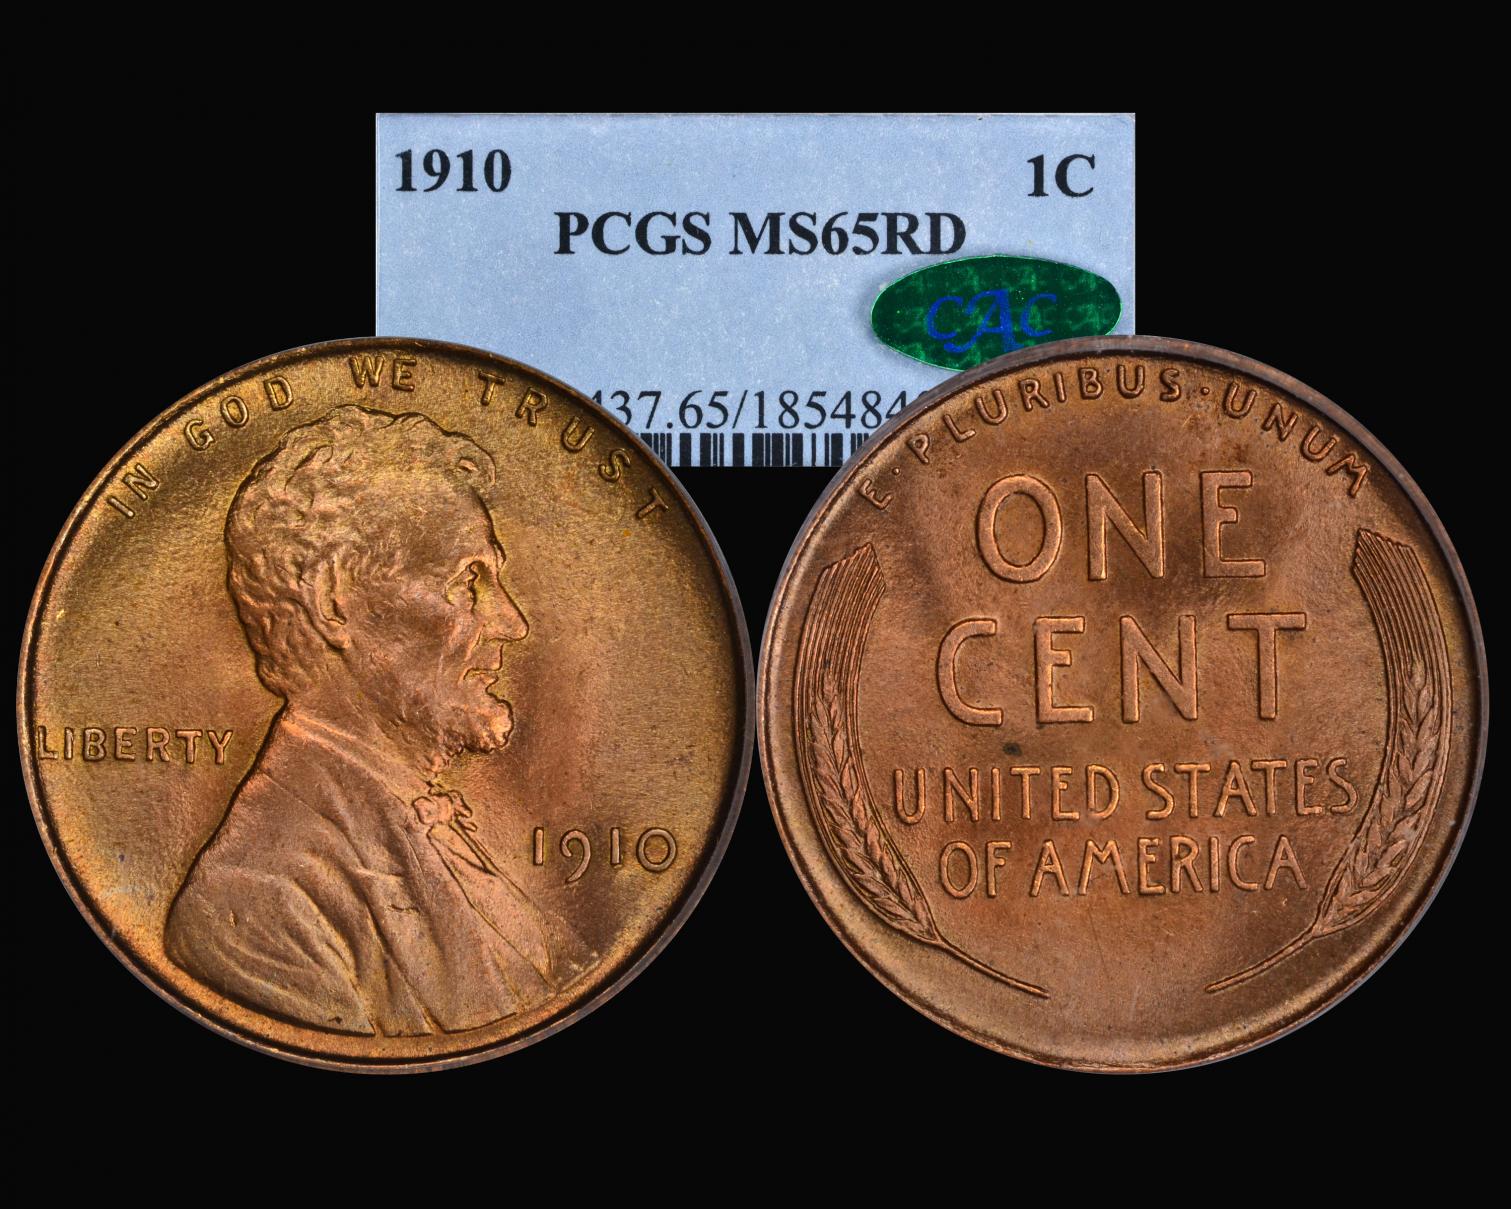 1910 1C
PCGS MS65RD
CAC
437.65/185484
IN GOD WE TRUST
LIBERTY
1910
E·PLURIBUS·UNUM
ONE
CENT
UNITED STATES
OF AMERICA